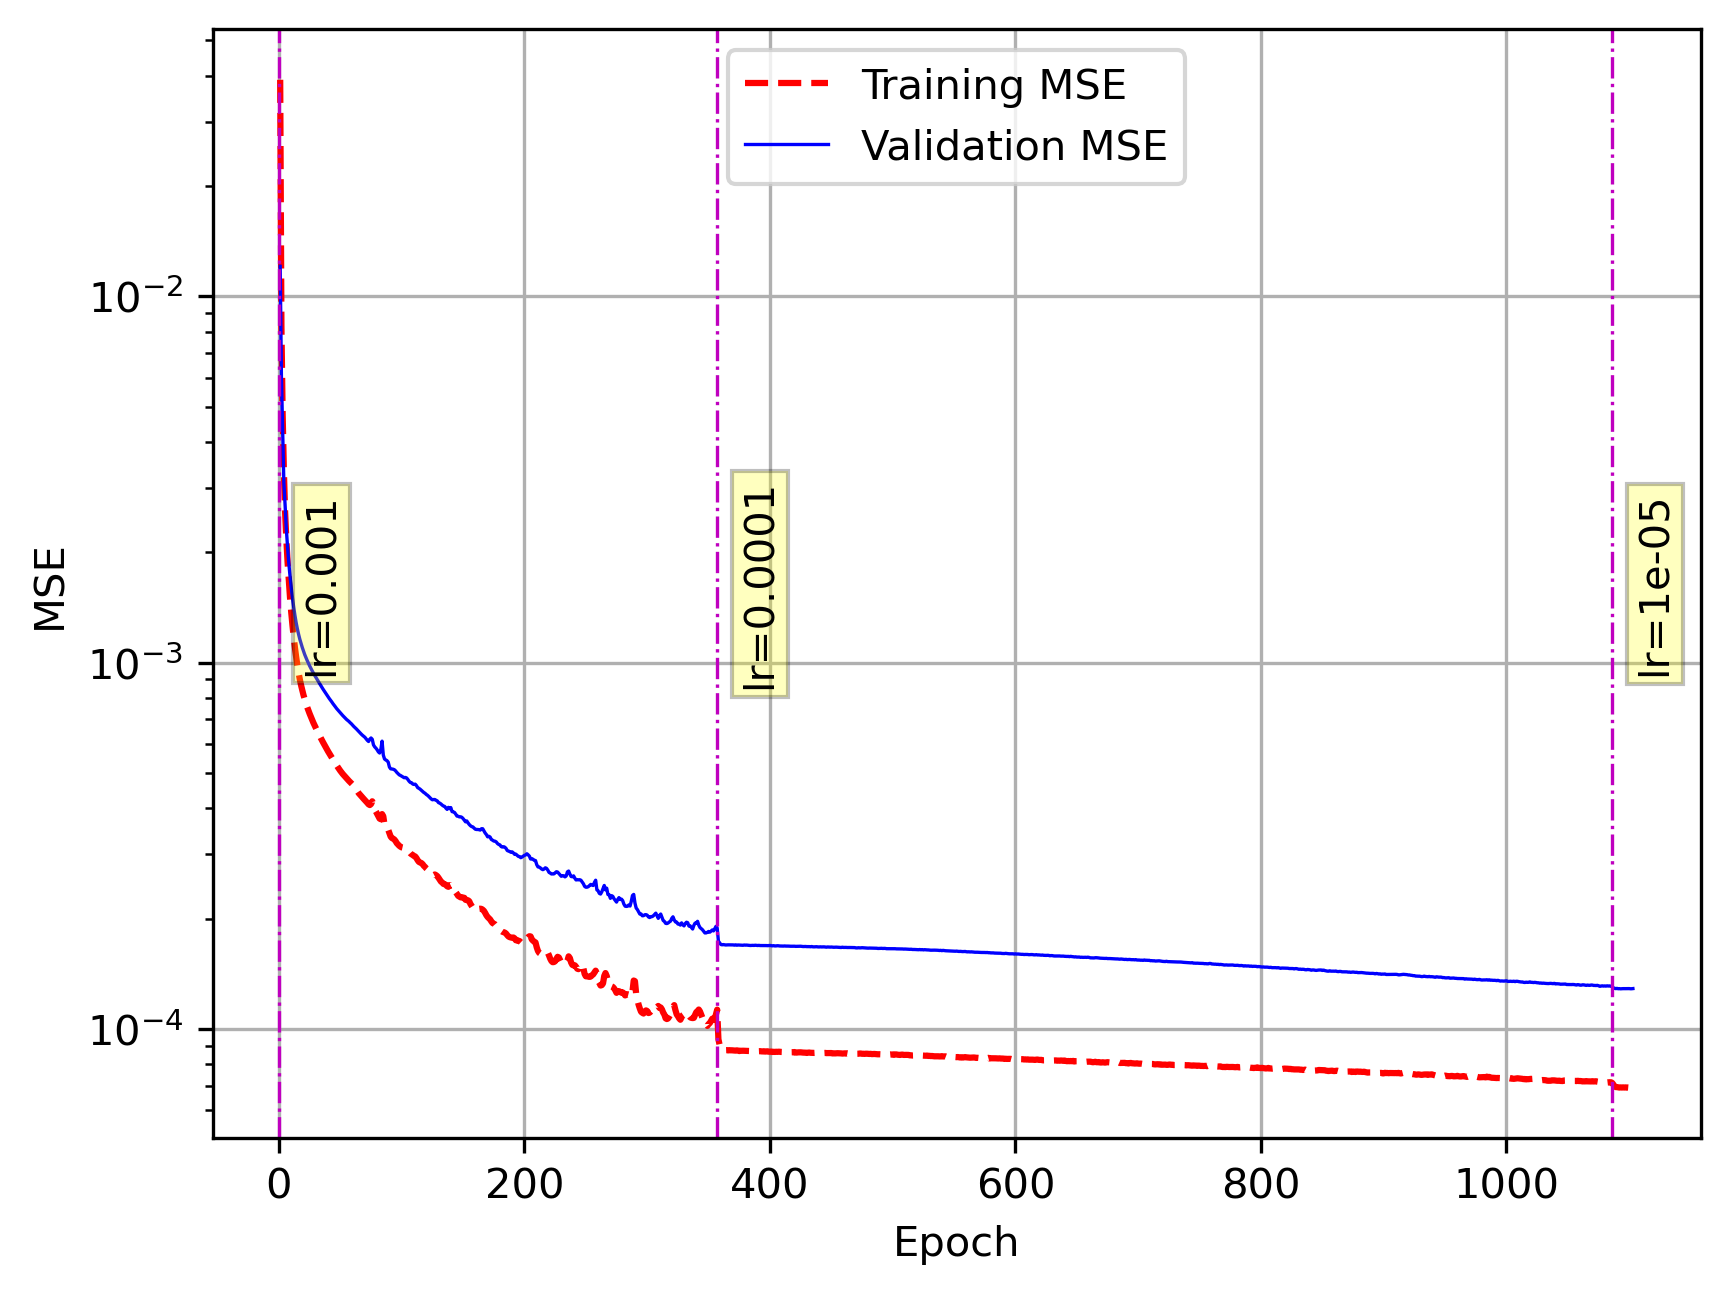 Training MSE
Validation MSE
MSE
10⁻²
10⁻³
10⁻⁴
lr=0.001
lr=0.0001
lr=1e-05
0 200 400 600 800 1000
Epoch